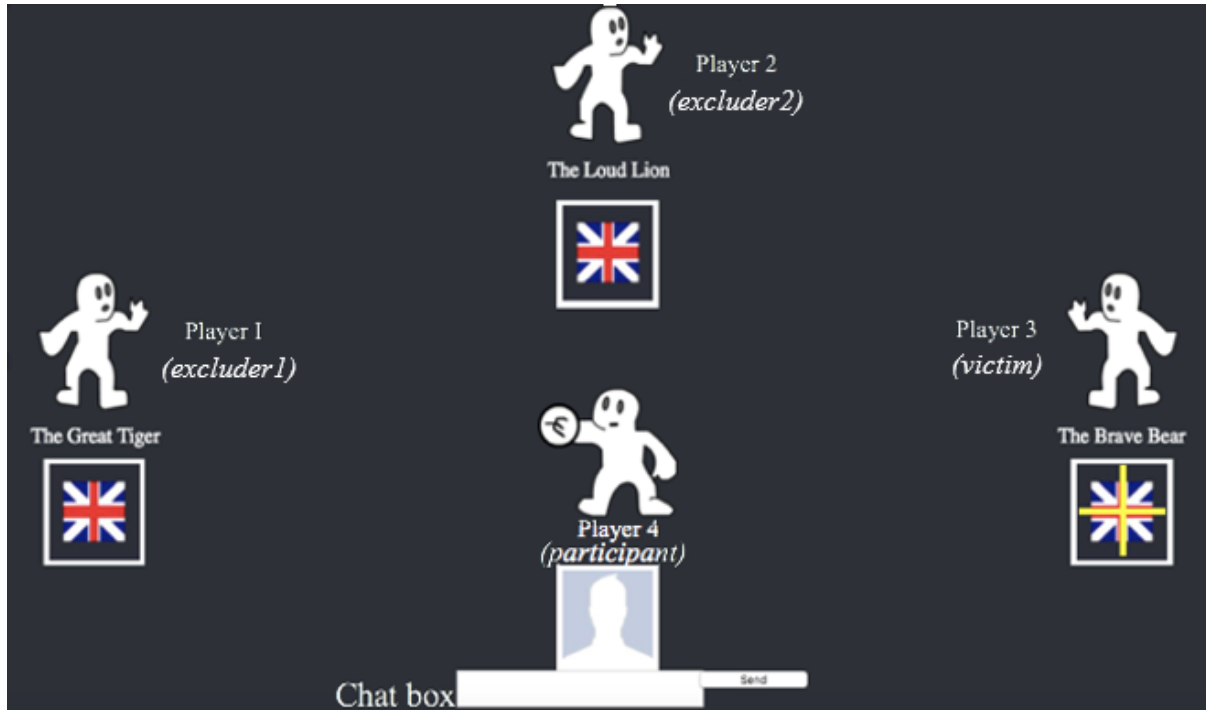 Player 2
(excluder2)
The Loud Lion
Player 1
(excluder1)
The Great Tiger
Player 3
(victim)
The Brave Bear
€
Player 4
(participant)
Chat box
Send